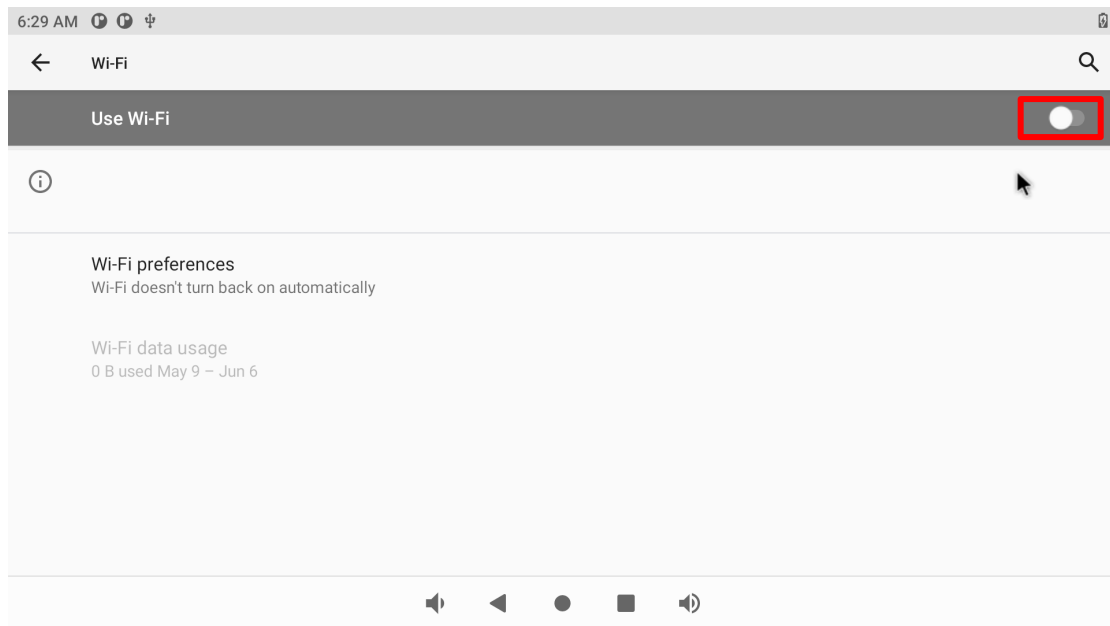 6:29 AM
Wi-Fi
Use Wi-Fi
Wi-Fi preferences
Wi-Fi doesn't turn back on automatically
Wi-Fi data usage
0 B used May 9 – Jun 6